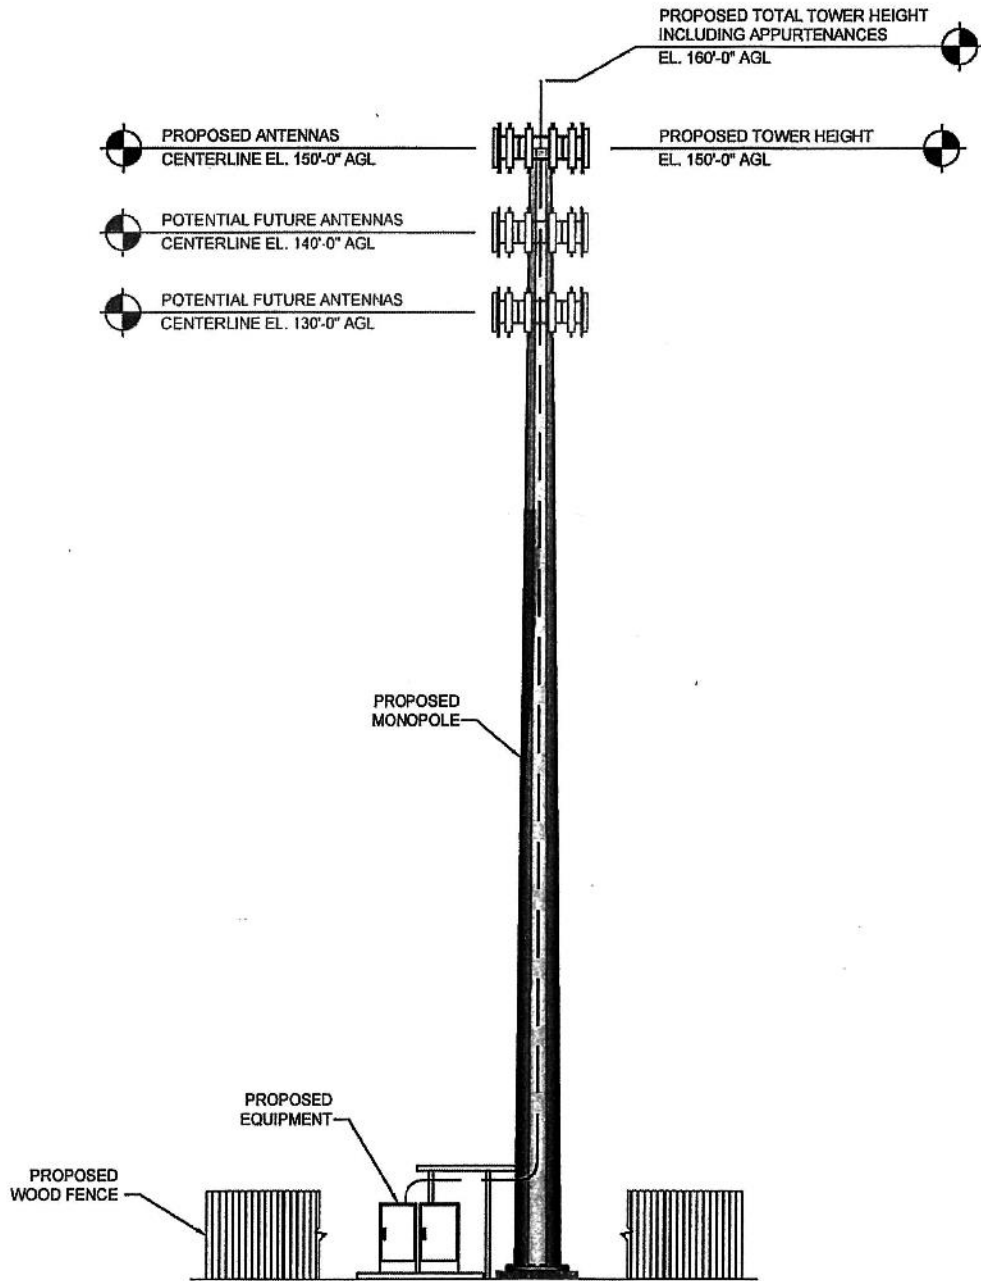 PROPOSED TOTAL TOWER HEIGHT
INCLUDING APPURTENANCES
EL. 160'-0" AGL
PROPOSED ANTENNAS
CENTERLINE EL. 150'-0" AGL
PROPOSED TOWER HEIGHT
EL. 150'-0" AGL
POTENTIAL FUTURE ANTENNAS
CENTERLINE EL. 140'-0" AGL
POTENTIAL FUTURE ANTENNAS
CENTERLINE EL. 130'-0" AGL
PROPOSED
MONOPOLE
PROPOSED
EQUIPMENT
PROPOSED
WOOD FENCE